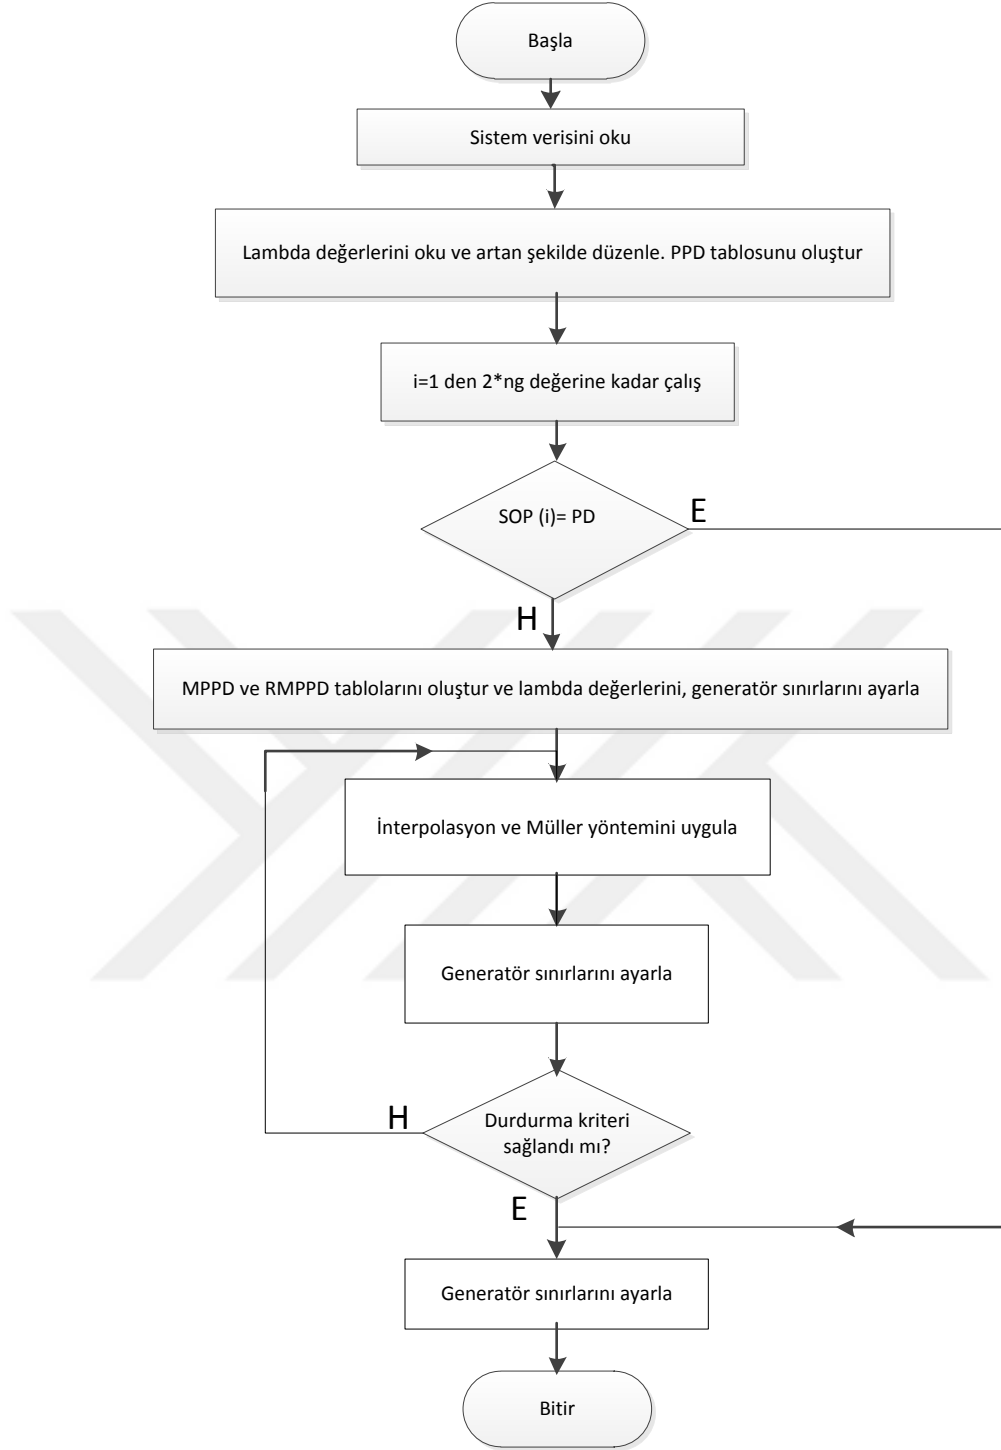 Başla
Sistem verisini oku
Lambda değerlerini oku ve artan şekilde düzenle. PPD tablosunu oluştur
i=1 den 2*ng değerine kadar çalış
SOP (i)= PD
E
H
MPPD ve RMPPD tablolarını oluştur ve lambda değerlerini, generatör sınırlarını ayarla
İnterpolasyon ve Müller yöntemini uygula
Generatör sınırlarını ayarla
Durdurma kriteri
sağlandı mı?
H
E
Generatör sınırlarını ayarla
Bitir